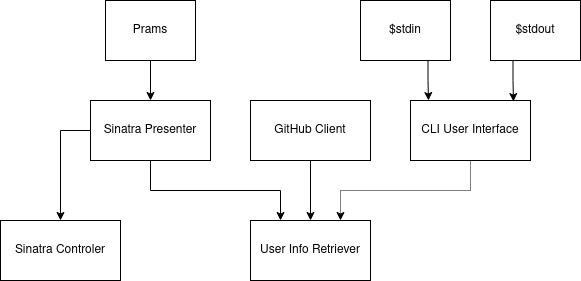 Prams
$stdin
$stdout
Sinatra Presenter
GitHub Client
CLI User Interface
Sinatra Controler
User Info Retriever